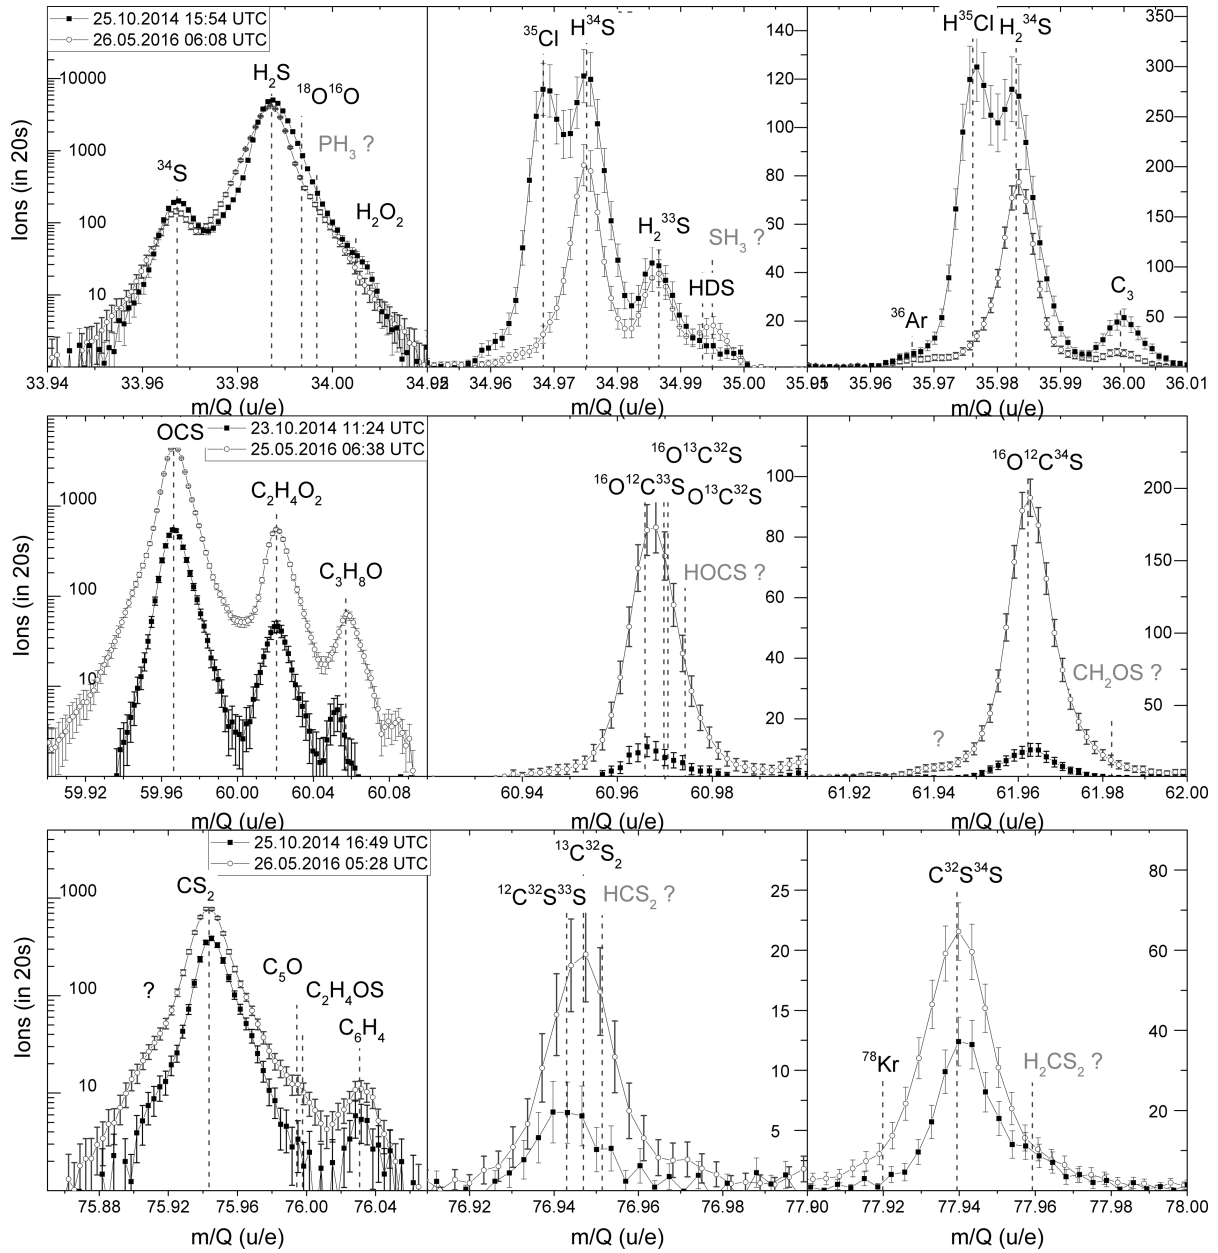 25.10.2014 15:54 UTC
26.05.2016 06:08 UTC
Ions (in 20s)
10000
1000
100
10
³⁴S
H₂S
¹⁸O¹⁶O
PH₃ ?
H₂O₂
33.94 33.96 33.98 34.00
m/Q (u/e)
³⁵Cl
H³⁴S
H₂³³S
SH₃ ?
HDS
140
120
100
80
60
40
20
34.96 34.97 34.98 34.99 35.00
m/Q (u/e)
H³⁵Cl
H₂³⁴S
³⁶Ar
C₃
350
300
250
200
150
100
50
35.96 35.97 35.98 35.99 36.00 36.01
m/Q (u/e)
23.10.2014 11:24 UTC
25.05.2016 06:38 UTC
Ions (in 20s)
1000
100
10
OCS
C₂H₄O₂
C₃H₈O
59.92 59.96 60.00 60.04 60.08
m/Q (u/e)
¹⁶O¹³C³²S
¹⁶O¹²C³³S
O¹³C³²S
HOCS ?
100
80
60
40
20
60.94 60.96 60.98
m/Q (u/e)
¹⁶O¹²C³⁴S
CH₂OS ?
?
200
150
100
50
61.92 61.94 61.96 61.98 62.00
m/Q (u/e)
25.10.2014 16:49 UTC
26.05.2016 05:28 UTC
Ions (in 20s)
1000
100
10
CS₂
?
C₅O
C₂H₄OS
C₆H₄
75.88 75.92 75.96 76.00 76.04
m/Q (u/e)
¹³C³²S₂
¹²C³²S³³S
HCS₂ ?
25
20
15
10
5
76.92 76.94 76.96 76.98
m/Q (u/e)
C³²S³⁴S
⁷⁸Kr
H₂CS₂ ?
80
60
40
20
77.90 77.92 77.94 77.96 77.98 78.00
m/Q (u/e)